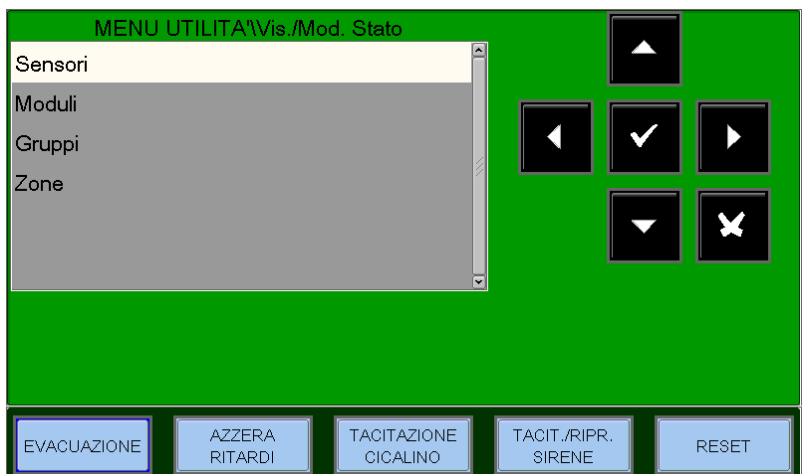 MENU UTILITA'\Vis./Mod. Stato
Sensori
Moduli
Gruppi
Zone
EVACUAZIONE
AZZERA
RITARDI
TACITAZIONE
CICALINO
TACIT./RIPR.
SIRENE
RESET